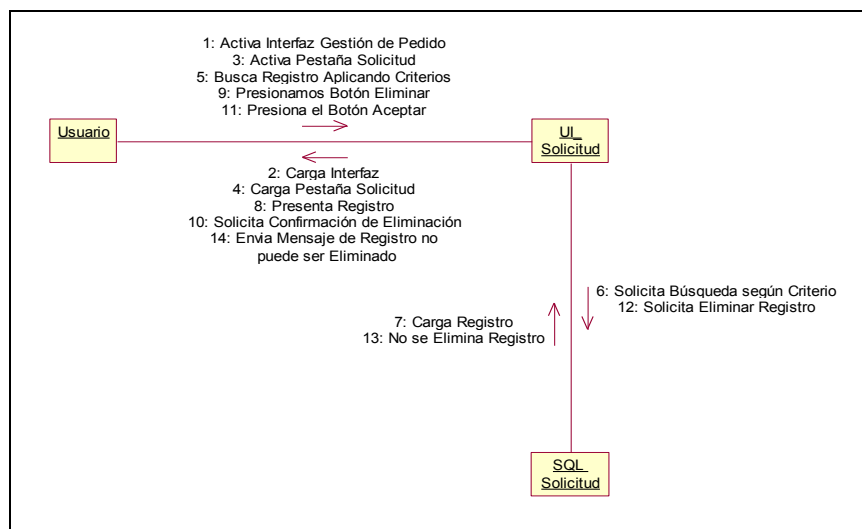 1: Activa Interfaz Gestión de Pedido
3: Activa Pestaña Solicitud
5: Busca Registro Aplicando Criterios
9: Presionamos Botón Eliminar
11: Presiona el Botón Aceptar
Usuario
UI_
Solicitud
2: Carga Interfaz
4: Carga Pestaña Solicitud
8: Presenta Registro
10: Solicita Confirmación de Eliminación
14: Envia Mensaje de Registro no
puede ser Eliminado
6: Solicita Búsqueda según Criterio
12: Solicita Eliminar Registro
7: Carga Registro
13: No se Elimina Registro
SQL_
Solicitud